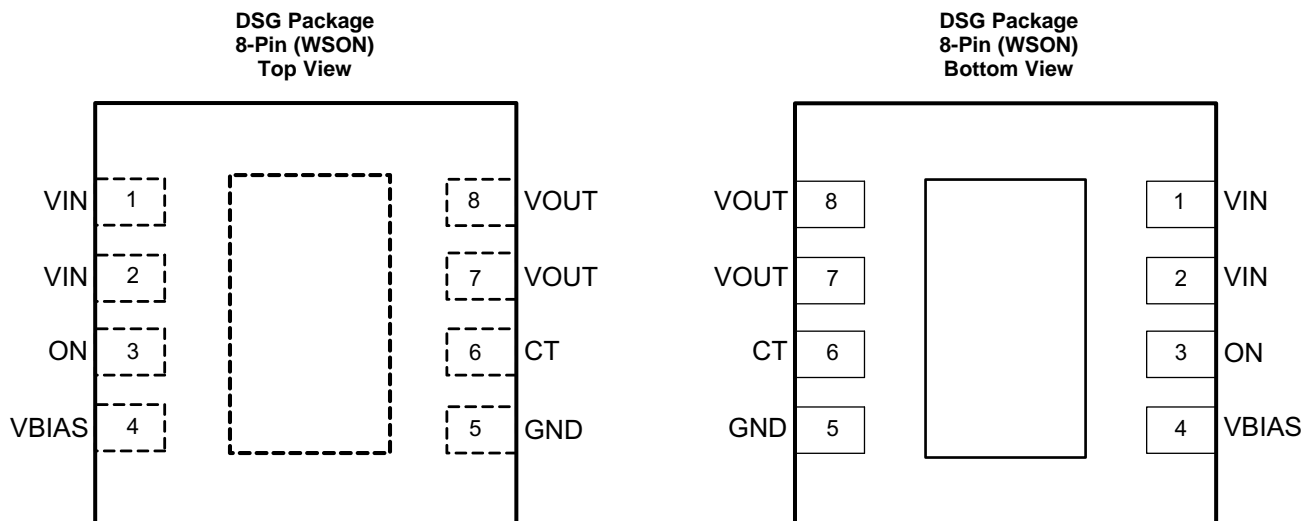 DSG Package
8-Pin (WSON)
Top View
VIN 1 8 VOUT
VIN 2 7 VOUT
ON 3 6 CT
VBIAS 4 5 GND
DSG Package
8-Pin (WSON)
Bottom View
VOUT 8 1 VIN
VOUT 7 2 VIN
CT 6 3 ON
GND 5 4 VBIAS